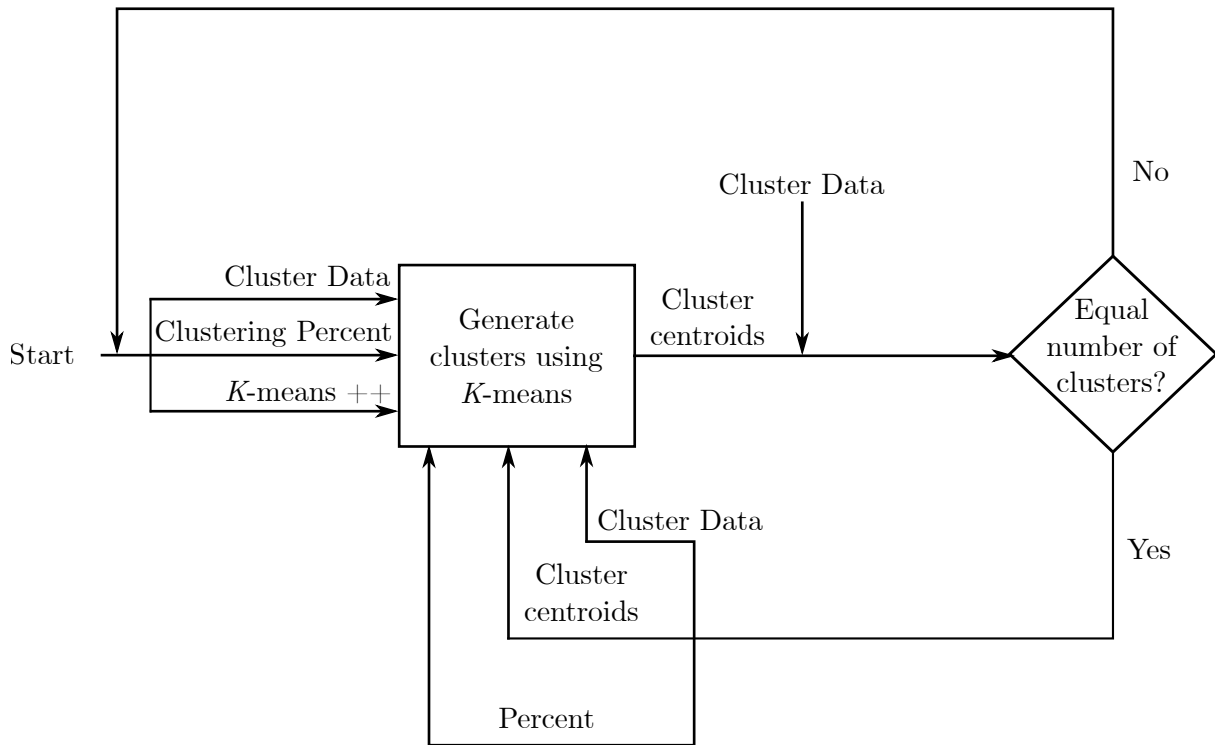 No
Cluster Data
Cluster Data
Clustering Percent
K-means ++
Start
Generate
clusters using
K-means
Cluster
centroids
Equal
number of
clusters?
Cluster Data
Cluster
centroids
Yes
Percent